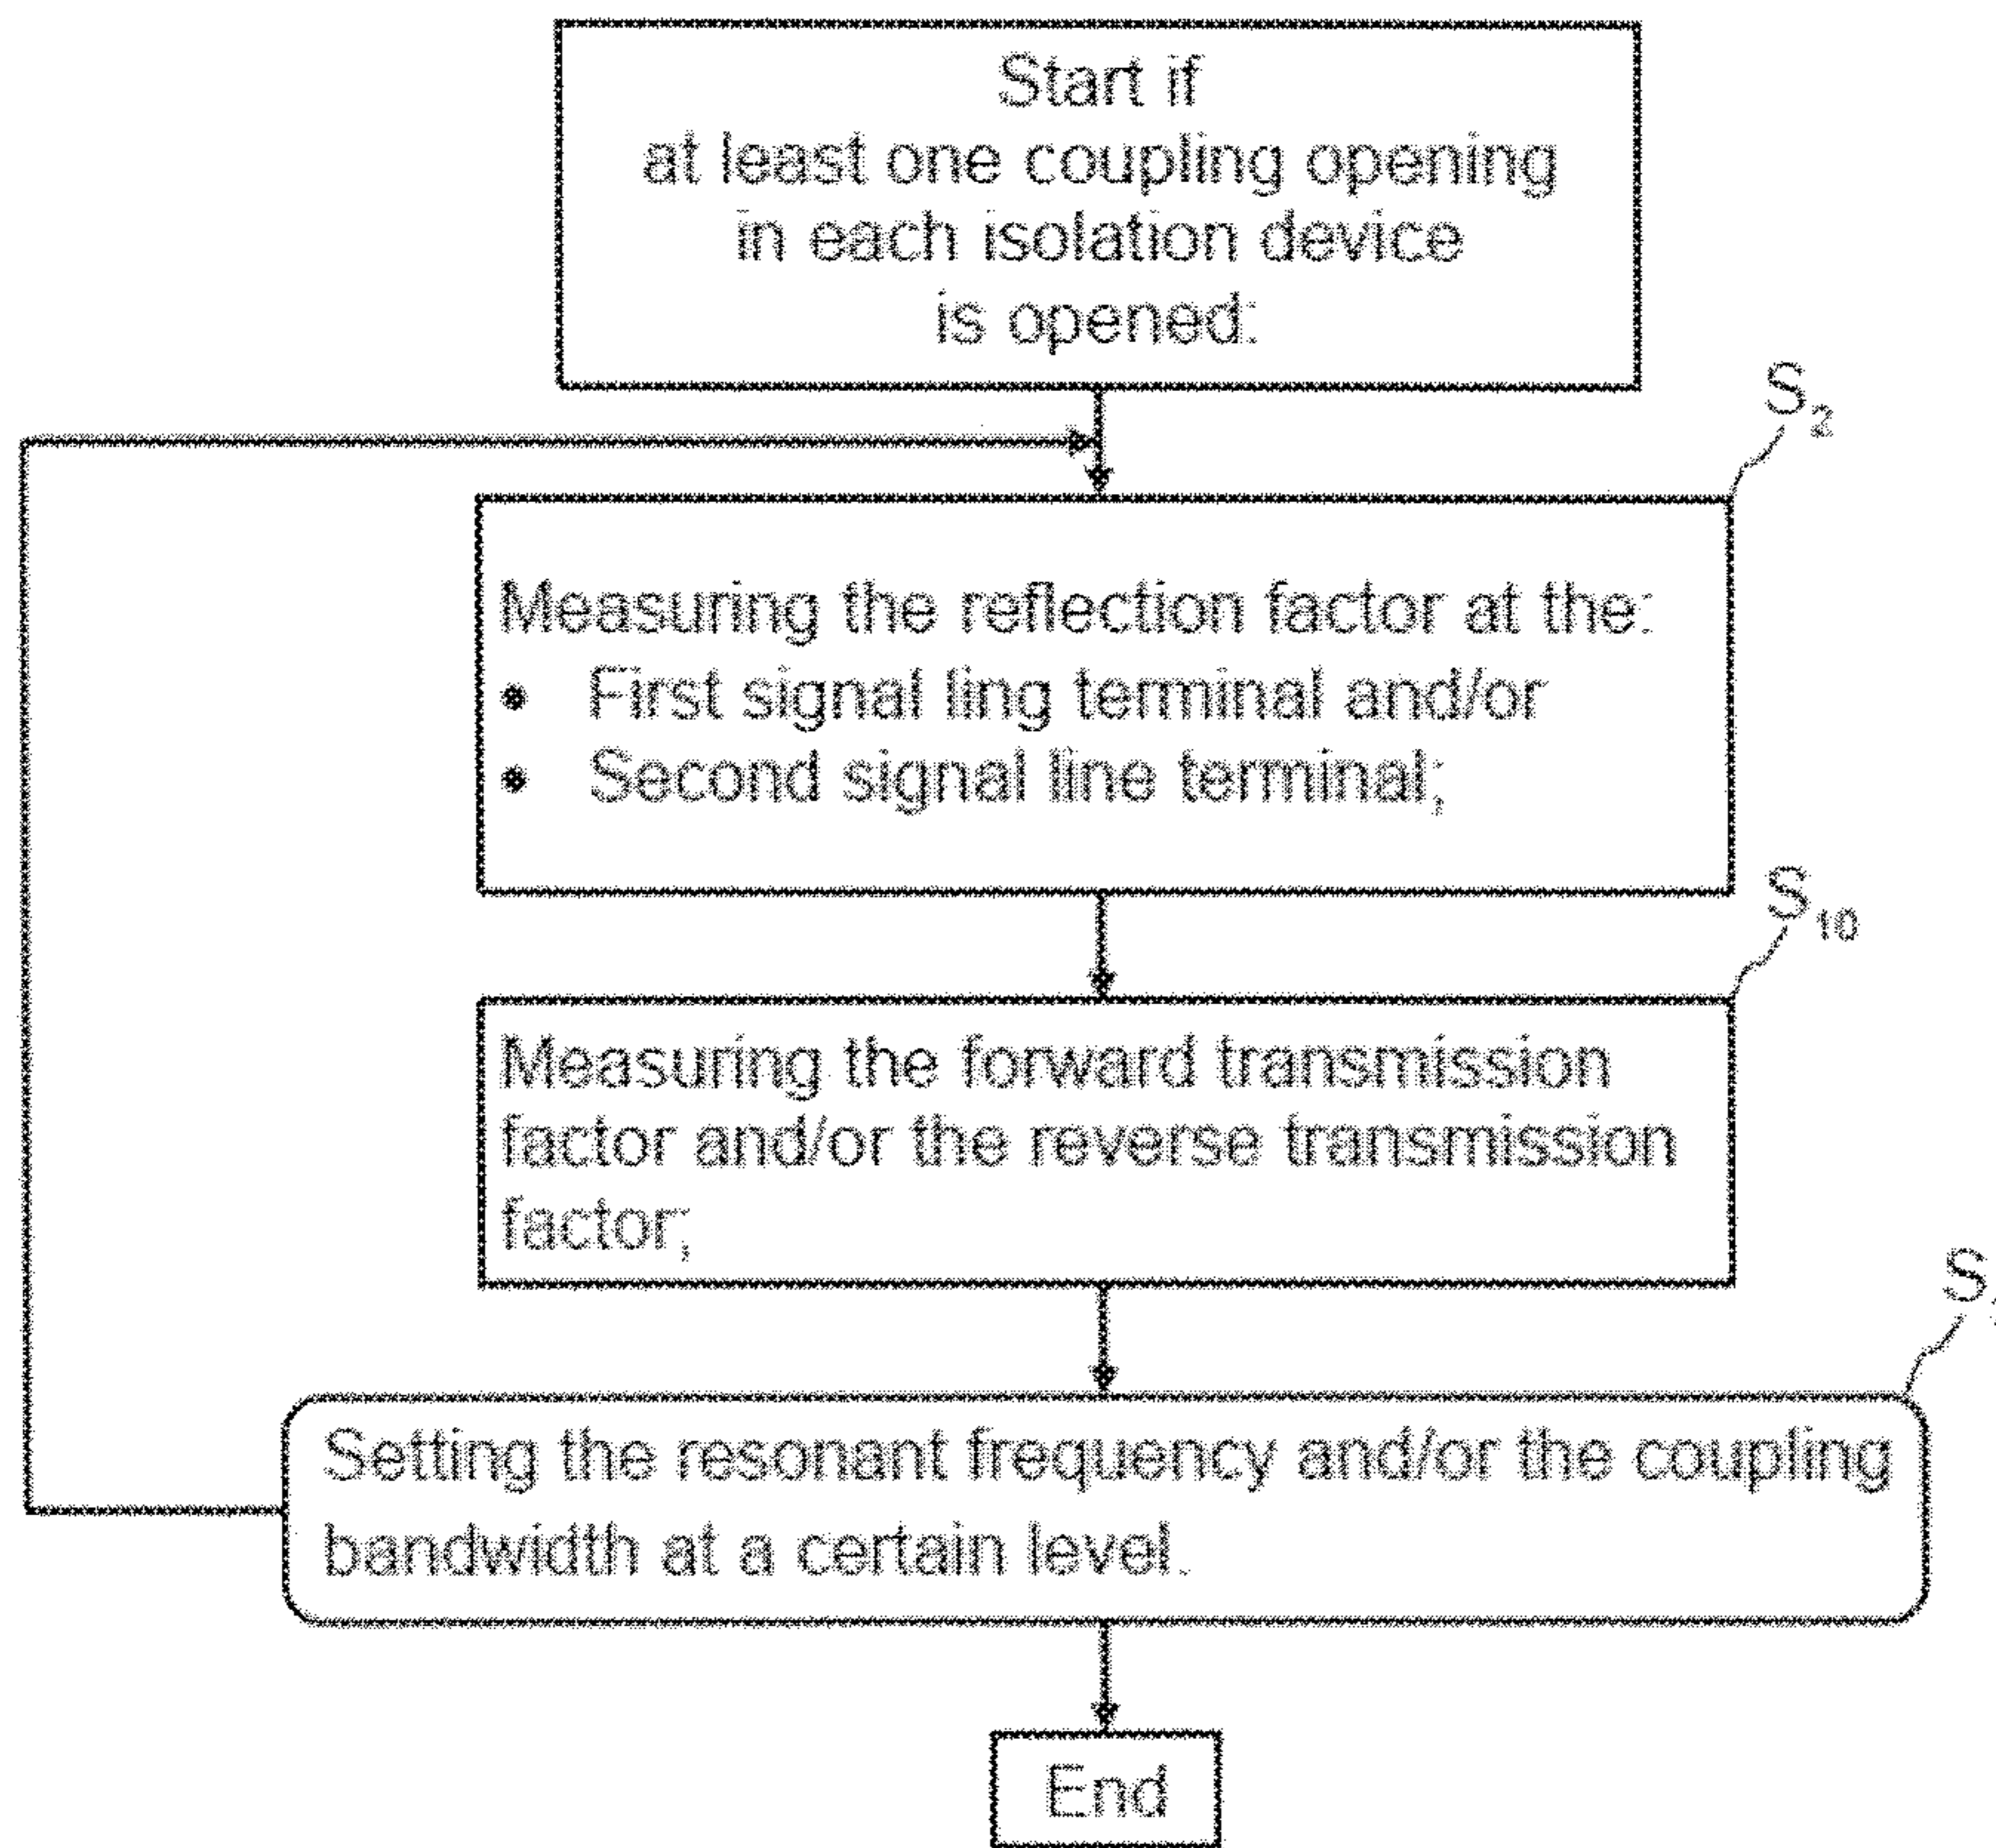 Start if
at least one coupling opening
in each isolation device
is opened:
S2
Measuring the reflection factor at the:
• First signal ling terminal and/or
• Second signal line terminal;
S10
Measuring the forward transmission
factor and/or the reverse transmission
factor;
S
Setting the resonant frequency and/or the coupling
bandwidth at a certain level.
End